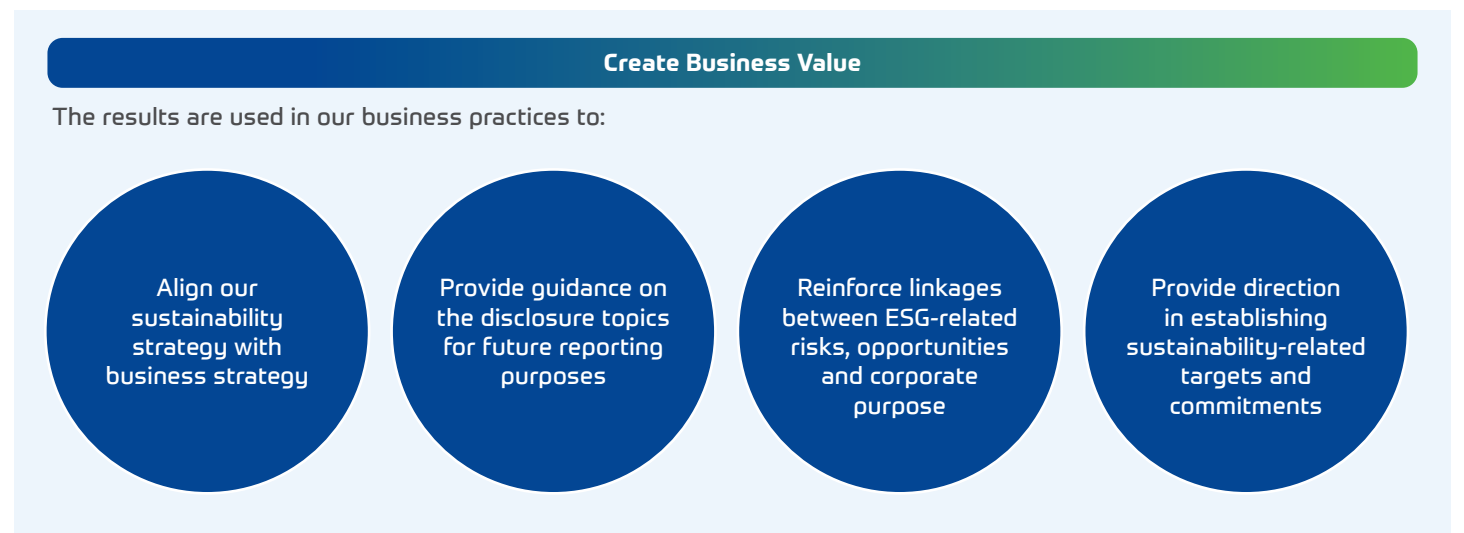 Create Business Value
The results are used in our business practices to:
Align our
sustainability
strategy with
business strategy
Provide guidance on
the disclosure topics
for future reporting
purposes
Reinforce linkages
between ESG-related
risks, opportunities
and corporate
purpose
Provide direction
in establishing
sustainability-related
targets and
commitments